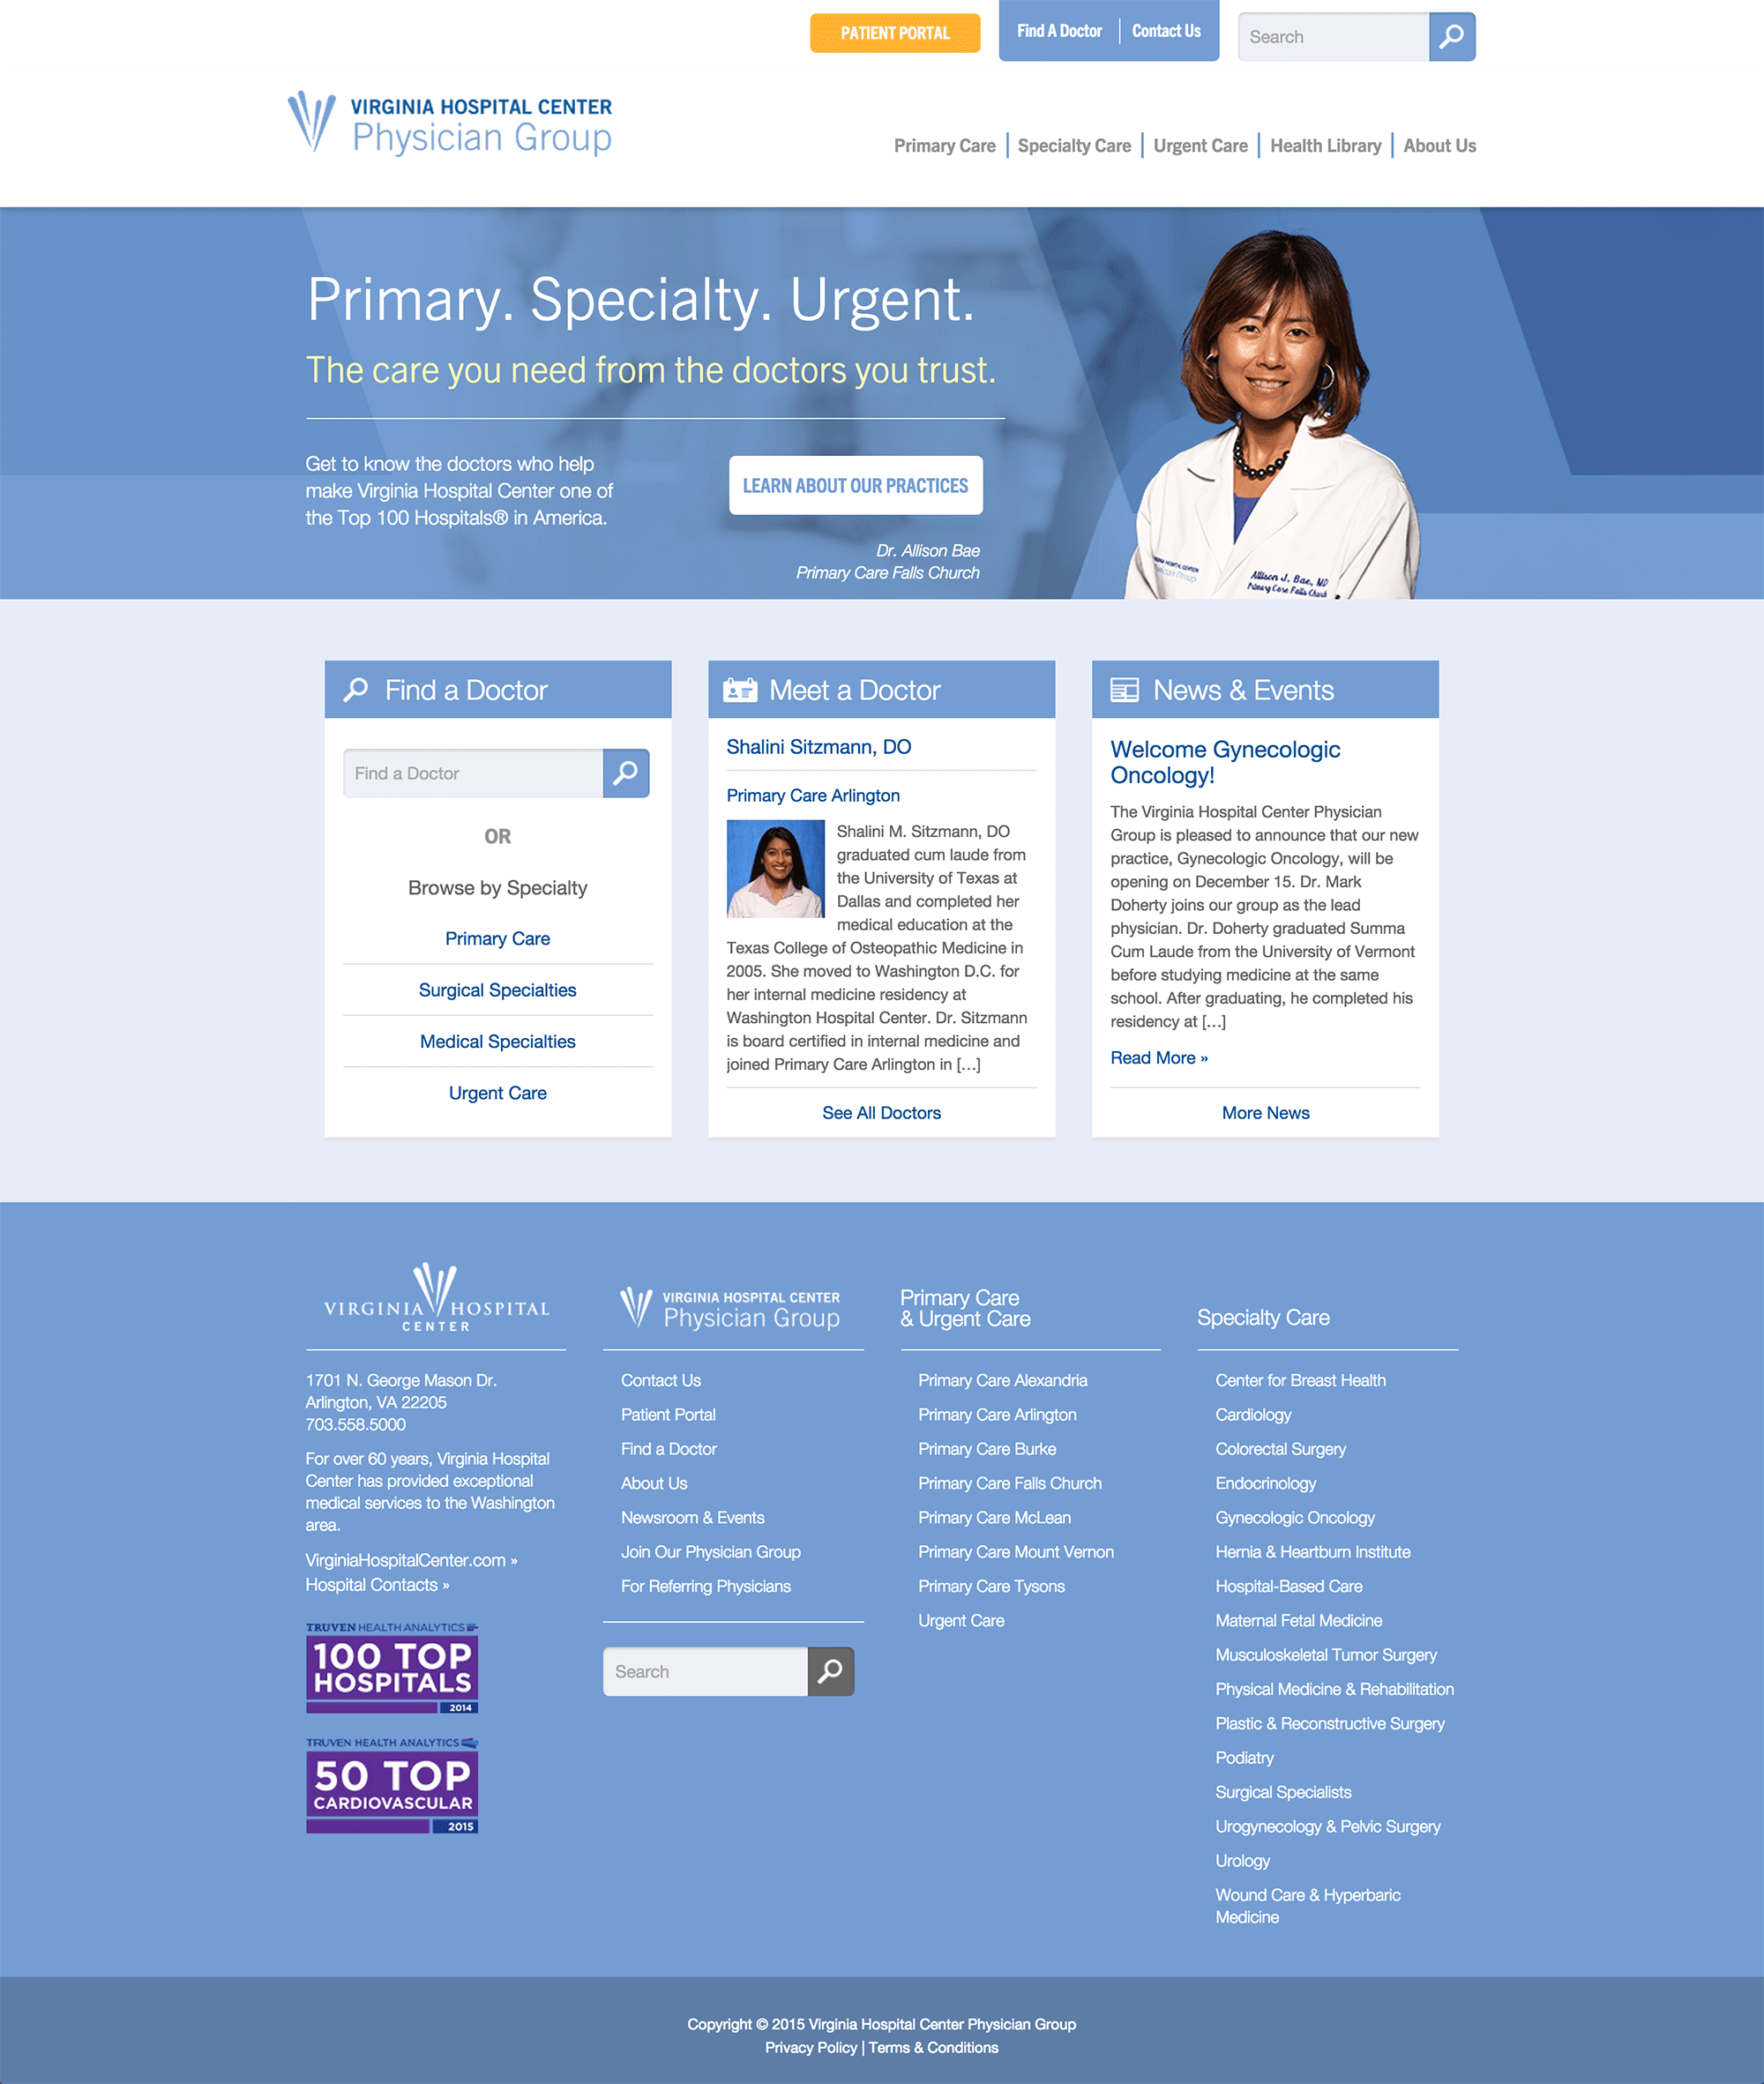 PATIENT PORTAL
Find A Doctor
Contact Us
Search
VIRGINIA HOSPITAL CENTER
Physician Group
Primary Care
Specialty Care
Urgent Care
Health Library
About Us
Primary. Specialty. Urgent.
The care you need from the doctors you trust.
Get to know the doctors who help
make Virginia Hospital Center one of
the Top 100 Hospitals® in America.
LEARN ABOUT OUR PRACTICES
Dr. Allison Bae
Primary Care Falls Church
Allison J. Bae, MD
Primary Care Falls Church
Find a Doctor
Find a Doctor
OR
Browse by Specialty
Primary Care
Surgical Specialties
Medical Specialties
Urgent Care
Meet a Doctor
Shalini Sitzmann, DO
Primary Care Arlington
Shalini M. Sitzmann, DO
graduated cum laude from
the University of Texas at
Dallas and completed her
medical education at the
Texas College of Osteopathic Medicine in
2005. She moved to Washington D.C. for
her internal medicine residency at
Washington Hospital Center. Dr. Sitzmann
is board certified in internal medicine and
joined Primary Care Arlington in [...]
See All Doctors
News & Events
Welcome Gynecologic
Oncology!
The Virginia Hospital Center Physician
Group is pleased to announce that our new
practice, Gynecologic Oncology, will be
opening on December 15. Dr. Mark
Doherty joins our group as the lead
physician. Dr. Doherty graduated Summa
Cum Laude from the University of Vermont
before studying medicine at the same
school. After graduating, he completed his
residency at [...]
Read More »
More News
VIRGINIA HOSPITAL
CENTER
1701 N. George Mason Dr.
Arlington, VA 22205
703.558.5000
For over 60 years, Virginia Hospital
Center has provided exceptional
medical services to the Washington
area.
VirginiaHospitalCenter.com »
Hospital Contacts »
TRUVEN HEALTH ANALYTICS
100 TOP
HOSPITALS
2014
TRUVEN HEALTH ANALYTICS
50 TOP
CARDIOVASCULAR
2015
VIRGINIA HOSPITAL CENTER
Physician Group
Contact Us
Patient Portal
Find a Doctor
About Us
Newsroom & Events
Join Our Physician Group
For Referring Physicians
Search
Primary Care
& Urgent Care
Primary Care Alexandria
Primary Care Arlington
Primary Care Burke
Primary Care Falls Church
Primary Care McLean
Primary Care Mount Vernon
Primary Care Tysons
Urgent Care
Specialty Care
Center for Breast Health
Cardiology
Colorectal Surgery
Endocrinology
Gynecologic Oncology
Hernia & Heartburn Institute
Hospital-Based Care
Maternal Fetal Medicine
Musculoskeletal Tumor Surgery
Physical Medicine & Rehabilitation
Plastic & Reconstructive Surgery
Podiatry
Surgical Specialists
Urogynecology & Pelvic Surgery
Urology
Wound Care & Hyperbaric
Medicine
Copyright © 2015 Virginia Hospital Center Physician Group
Privacy Policy | Terms & Conditions